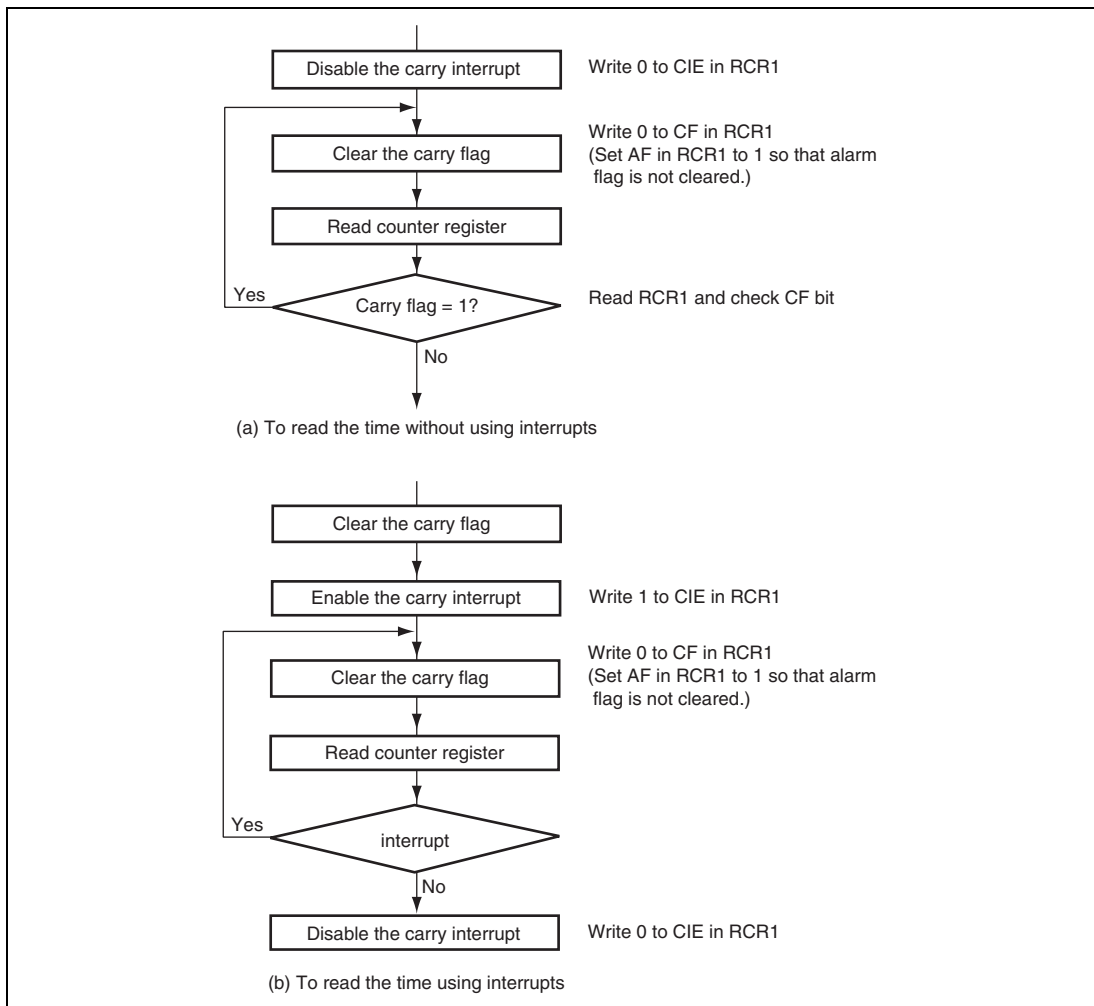 Disable the carry interrupt
Write 0 to CIE in RCR1
Write 0 to CF in RCR1
(Set AF in RCR1 to 1 so that alarm
flag is not cleared.)
Clear the carry flag
Read counter register
Yes
Carry flag = 1?
Read RCR1 and check CF bit
No
(a) To read the time without using interrupts
Clear the carry flag
Enable the carry interrupt
Write 1 to CIE in RCR1
Write 0 to CF in RCR1
(Set AF in RCR1 to 1 so that alarm
flag is not cleared.)
Clear the carry flag
Read counter register
Yes
interrupt
No
Disable the carry interrupt
Write 0 to CIE in RCR1
(b) To read the time using interrupts